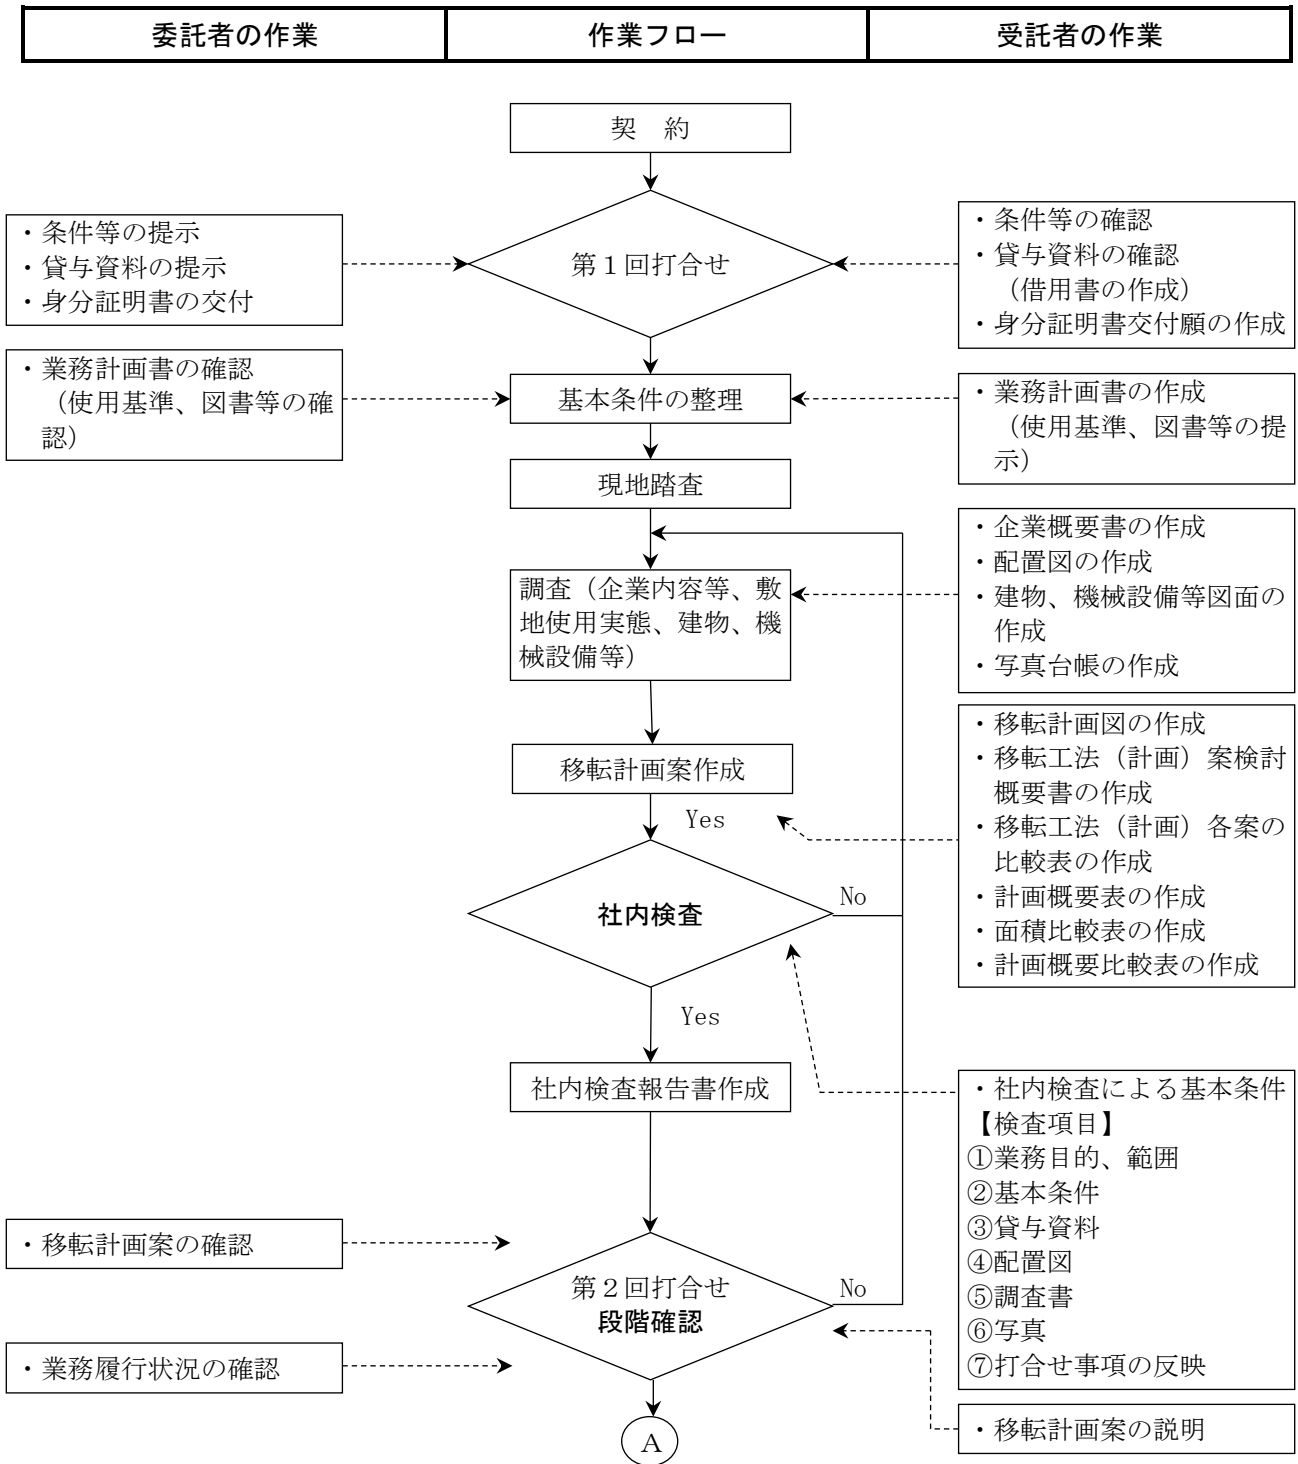 委託者の作業
作業フロー
受託者の作業
契　約
・条件等の提示
・貸与資料の提示
・身分証明書の交付
第１回打合せ
・条件等の確認
・貸与資料の確認
（借用書の作成）
・身分証明書交付願の作成
・業務計画書の確認
（使用基準、図書等の確
認）
基本条件の整理
・業務計画書の作成
（使用基準、図書等の提
示）
現地踏査
調査（企業内容等、敷
地使用実態、建物、機
械設備等）
・企業概要書の作成
・配置図の作成
・建物、機械設備等図面の
作成
・写真台帳の作成
移転計画案作成
Yes
・移転計画図の作成
・移転工法（計画）案検討
概要書の作成
・移転工法（計画）各案の
比較表の作成
・計画概要表の作成
・面積比較表の作成
・計画概要比較表の作成
社内検査
No
Yes
社内検査報告書作成
・社内検査による基本条件
【検査項目】
①業務目的、範囲
②基本条件
③貸与資料
④配置図
⑤調査書
⑥写真
⑦打合せ事項の反映
・移転計画案の確認
第２回打合せ
段階確認
No
・業務履行状況の確認
・移転計画案の説明
A